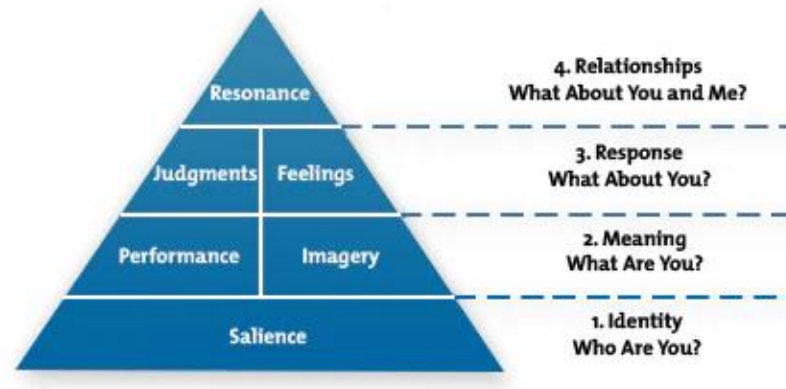 Resonance
4. Relationships
What About You and Me?
Judgments
Feelings
3. Response
What About You?
Performance
Imagery
2. Meaning
What Are You?
Salience
1. Identity
Who Are You?